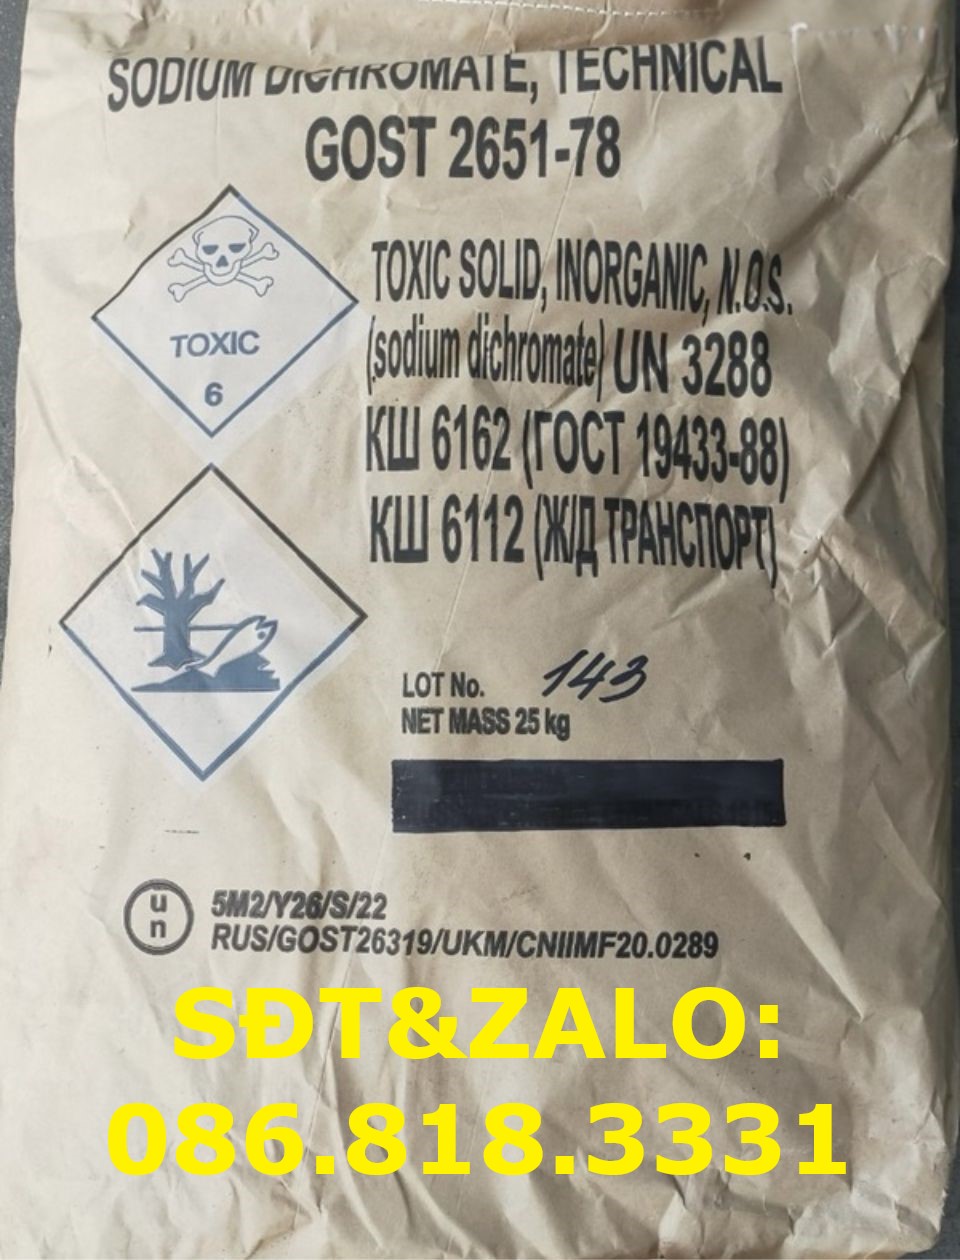 SODIUM DICHROMATE, TECHNICAL
GOST 2651-78
TOXIC
6
TOXIC SOLID, INORGANIC, N.O.S.
(sodium dichromate) UN 3288
КШ 6162 (ГОСТ 19433-88)
КШ 6112 (Ж/Д ТРАНСПОРТ)
LOT No. 143
NET MASS 25 kg
u
n
5M2/Y26/S/22
RUS/GOST26319/UKM/CNIIMF20.0289
SĐT&ZALO:
086.818.3331